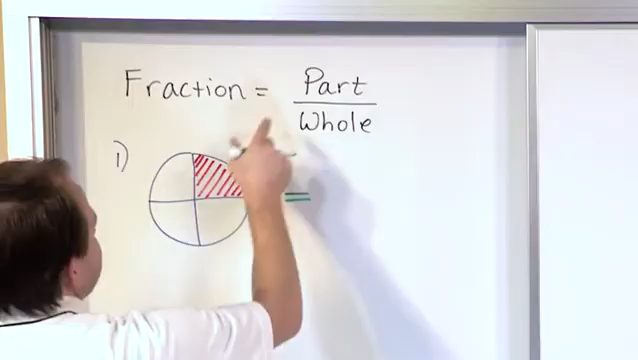 Fraction = Part
Whole
1)
=